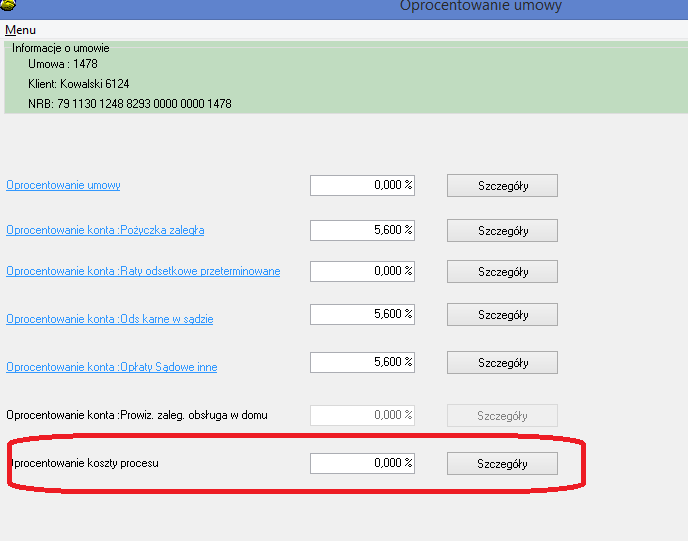 Oprocentowanie umowy
Menu
Informacje o umowie
Umowa : 1478
Klient: Kowalski 6124
NRB: 79 1130 1248 8293 0000 0000 1478
Oprocentowanie umowy 0,000 % Szczegóły
Oprocentowanie konta :Pożyczka zaległa 5,600 % Szczegóły
Oprocentowanie konta :Raty odsetkowe przeterminowane 0,000 % Szczegóły
Oprocentowanie konta :Ods karne w sądzie 5,600 % Szczegóły
Oprocentowanie konta :Opłaty Sądowe inne 5,600 % Szczegóły
Oprocentowanie konta :Prowiz. zaleg. obsługa w domu 0,000 % Szczegóły
Oprocentowanie koszty procesu 0,000 % Szczegóły